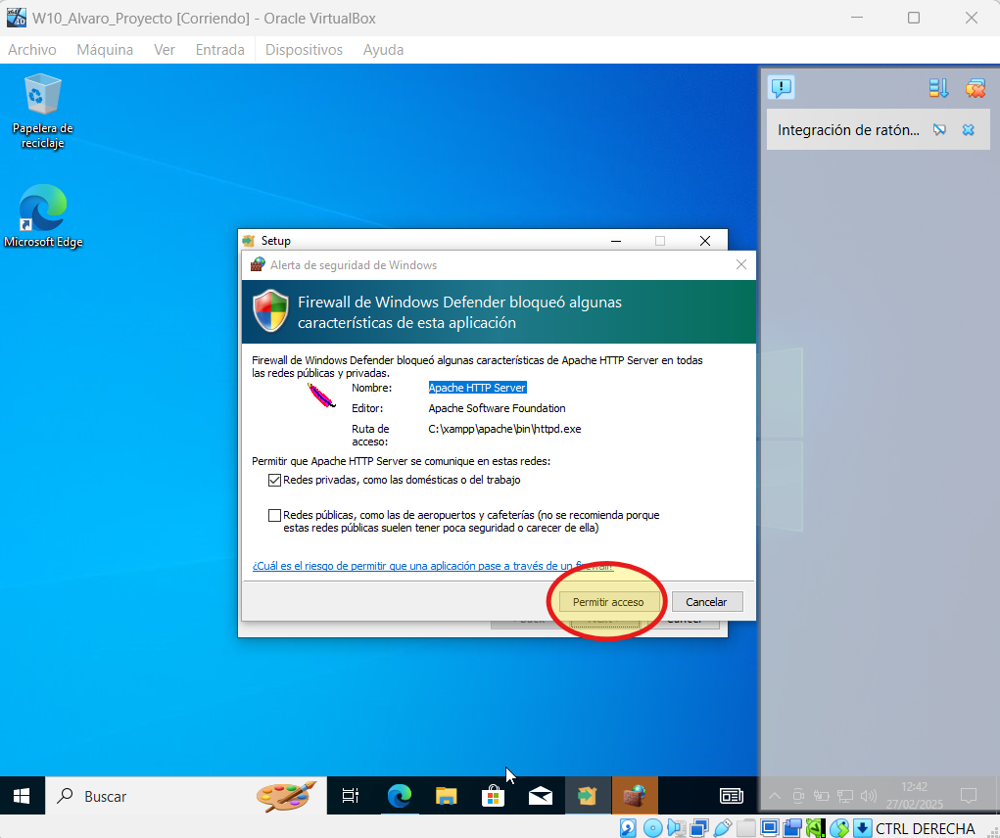 W10_Alvaro_Proyecto [Corriendo] - Oracle VirtualBox
Archivo Máquina Ver Entrada Dispositivos Ayuda
Papelera de
reciclaje
Microsoft Edge
Integración de ratón...
Setup
Alerta de seguridad de Windows
Firewall de Windows Defender bloqueó algunas
características de esta aplicación
Firewall de Windows Defender bloqueó algunas características de Apache HTTP Server en todas
las redes públicas y privadas.
Nombre: Apache HTTP Server
Editor: Apache Software Foundation
Ruta de C:\xampp\apache\bin\httpd.exe
acceso:
Permitir que Apache HTTP Server se comunique en estas redes:
Redes privadas, como las domésticas o del trabajo
Redes públicas, como las de aeropuertos y cafeterías (no se recomienda porque
estas redes públicas suelen tener poca seguridad o carecer de ella)
¿Cuál es el riesgo de permitir que una aplicación pase a través de un firewall?
Permitir acceso Cancelar
Cancel
Buscar
12:42
27/02/2025
CTRL DERECHA